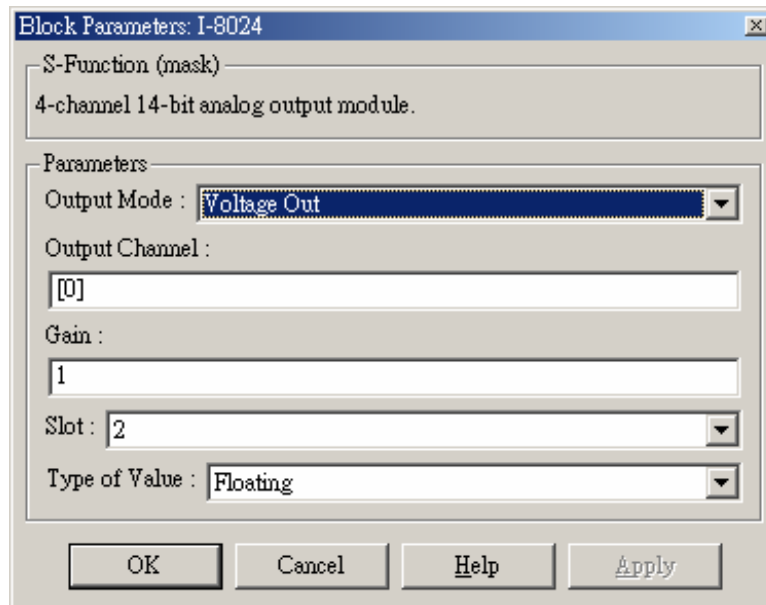 Block Parameters: I-8024
S-Function (mask)
4-channel 14-bit analog output module.
Parameters
Output Mode : Voltage Out
Output Channel :
[0]
Gain :
1
Slot : 2
Type of Value : Floating
OK Cancel Help Apply